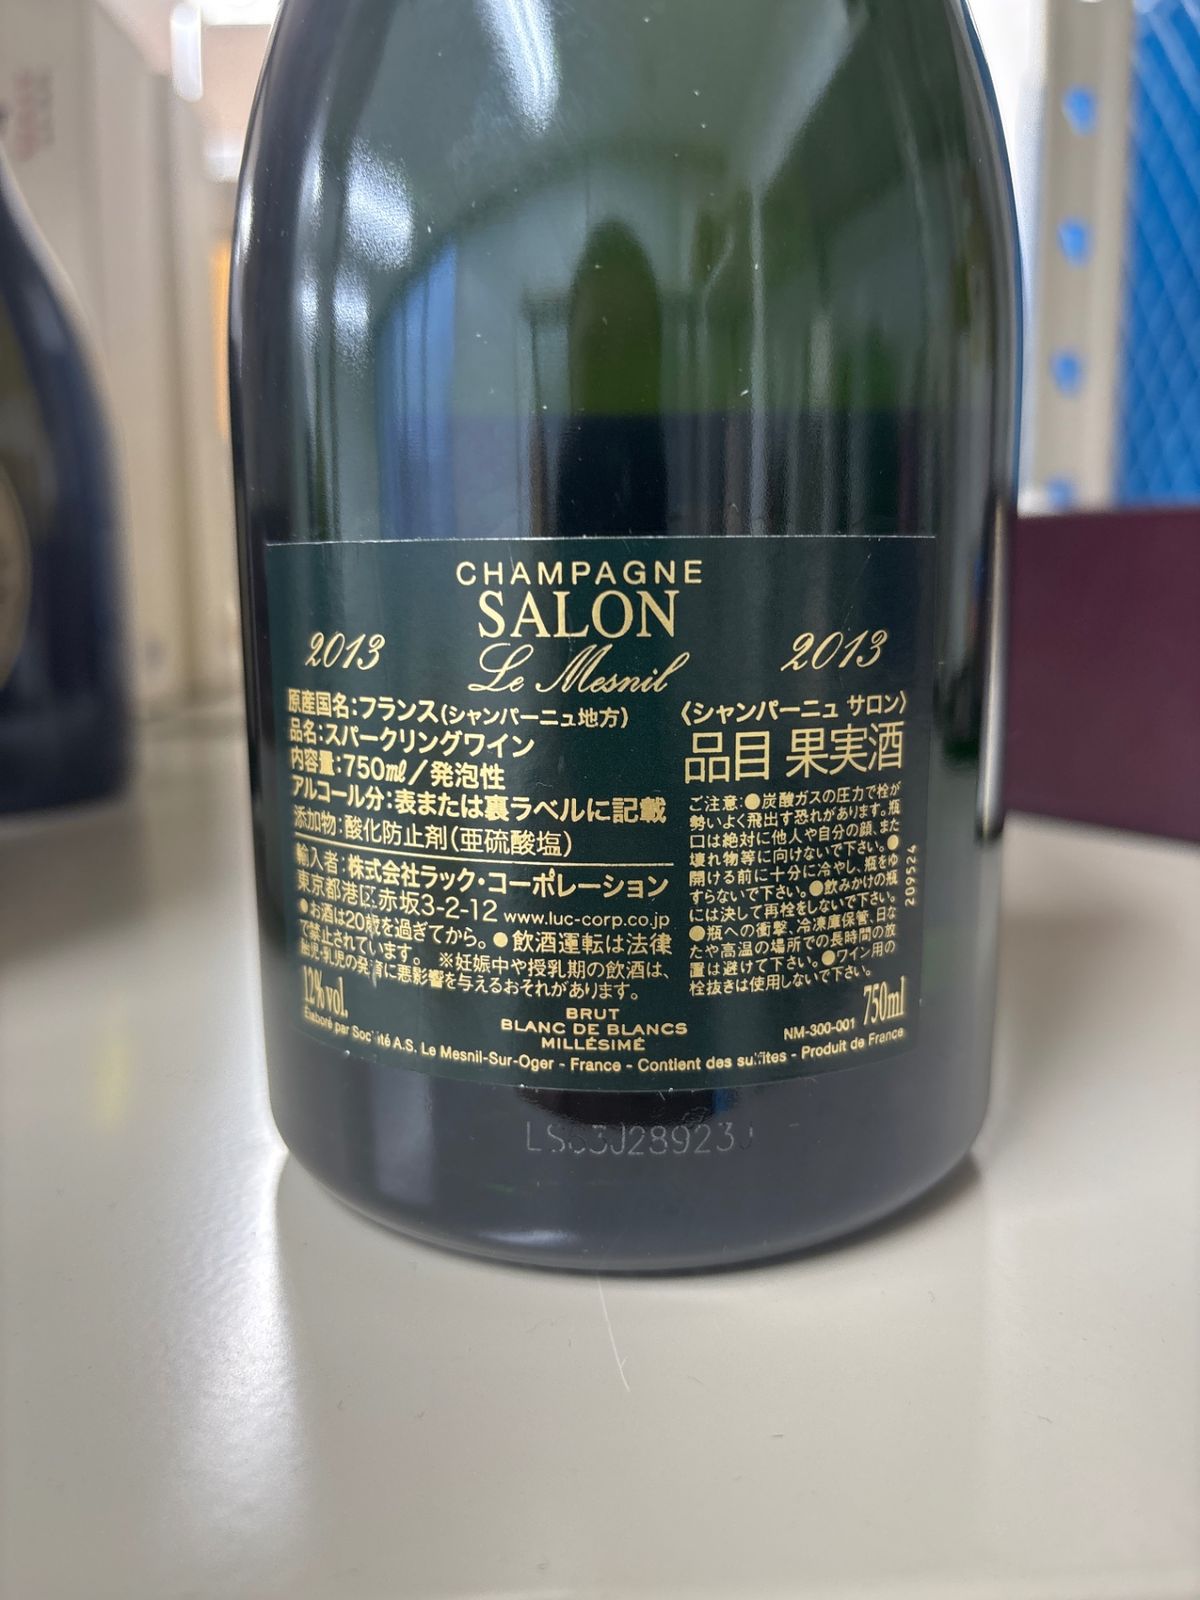 CHAMPAGNE
SALON
Le Mesnil
2013
2013
原産国名:フランス(シャンパーニュ地方)
品名:スパークリングワイン
内容量:750㎖/発泡性
アルコール分:表または裏ラベルに記載
添加物:酸化防止剤(亜硫酸塩)
輸入者:株式会社ラック・コーポレーション
東京都港区赤坂3-2-12 www.luc-corp.co.jp
●お酒は20歳を過ぎてから。●飲酒運転は法律
で禁止されています。 ※妊娠中や授乳期の飲酒は、
胎児・乳児の発育に悪影響を与えるおそれがあります。
〈シャンパーニュ サロン〉
品目 果実酒
ご注意:●炭酸ガスの圧力で栓が
勢いよく飛出す恐れがあります。瓶
口は絶対に他人や自分の顔、また
壊れ物等に向けないで下さい。●
開ける前に十分に冷やし、瓶をゆ
すらないで下さい。●飲みかけの瓶
には決して再栓をしないで下さい。
●瓶への衝撃、冷凍庫保管、日な
たや高温の場所での長時間の放
置は避けて下さい。●ワイン用の
栓抜きは使用しないで下さい。
209524
12% vol.
BRUT
BLANC DE BLANCS
MILLÉSIMÉ
NM-300-001 750ml
Élaboré par Société A.S. Le Mesnil-Sur-Oger - France - Contient des sulfites - Produit de France